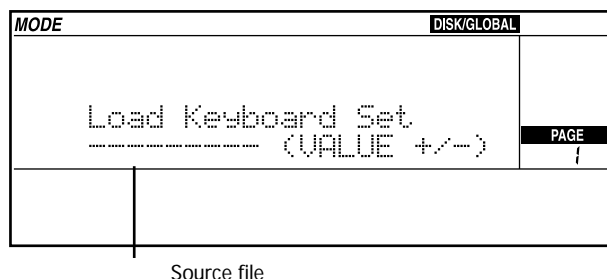 MODE DISK/GLOBAL
Load Keyboard Set
-------- (VALUE +/-)
PAGE
1
Source file